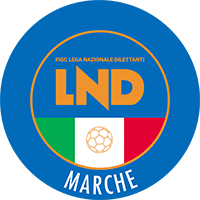 FIGC LEGA NAZIONALE DILETTANTI
LND
MARCHE